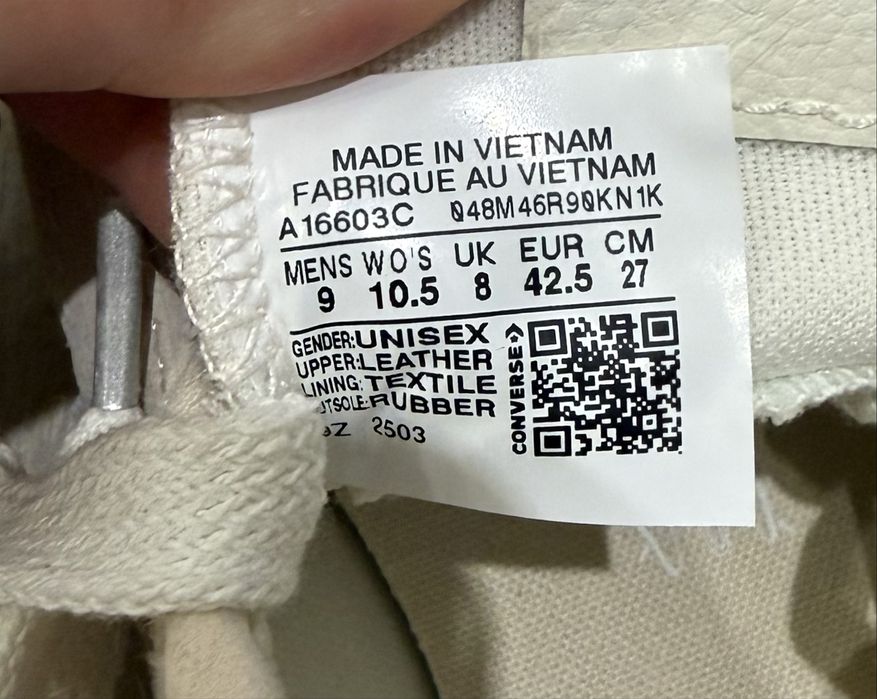 MADE IN VIETNAM
FABRIQUE AU VIETNAM
A16603C 048M46R90KN1K
MENS WO'S UK EUR CM
9 10.5 8 42.5 27
GENDER:UNISEX
UPPER:LEATHER
LINING:TEXTILE
RUBBER
2503
CONVERSE